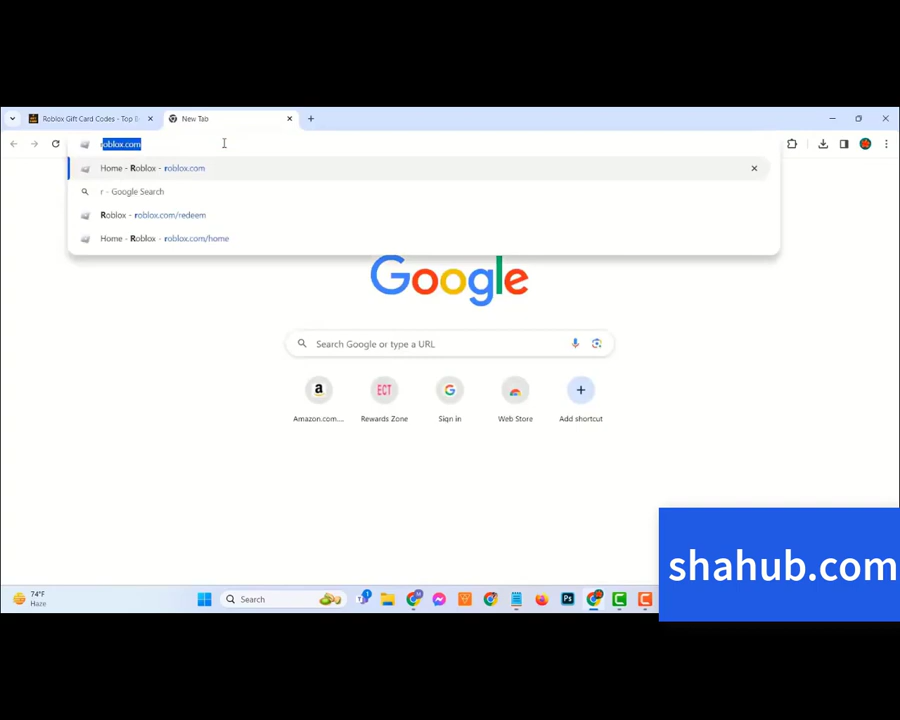 Roblox Gift Card Codes - Top
New Tab
roblox.com
Home - Roblox - roblox.com
r - Google Search
Roblox - roblox.com/redeem
Home - Roblox - roblox.com/home
Google
Search Google or type a URL
a
ECT
G
Amazon.com...
Rewards Zone
Sign in
Web Store
Add shortcut
shahub.com
74°F
Haze
Search
Ps